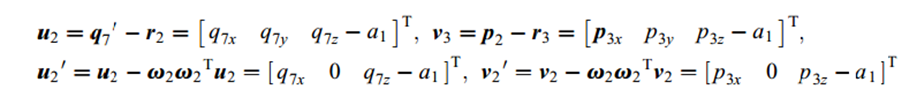 u₂ = q₇′ − r₂ = [q₇ₓ q₇ᵧ q₇z − a₁]ᵀ, v₃ = p₂ − r₃ = [p₃ₓ p₃ᵧ p₃z − a₁]ᵀ,
u₂′ = u₂ − ω₂ω₂ᵀu₂ = [q₇ₓ 0 q₇z − a₁]ᵀ, v₂′ = v₂ − ω₂ω₂ᵀv₂ = [p₃ₓ 0 p₃z − a₁]ᵀ